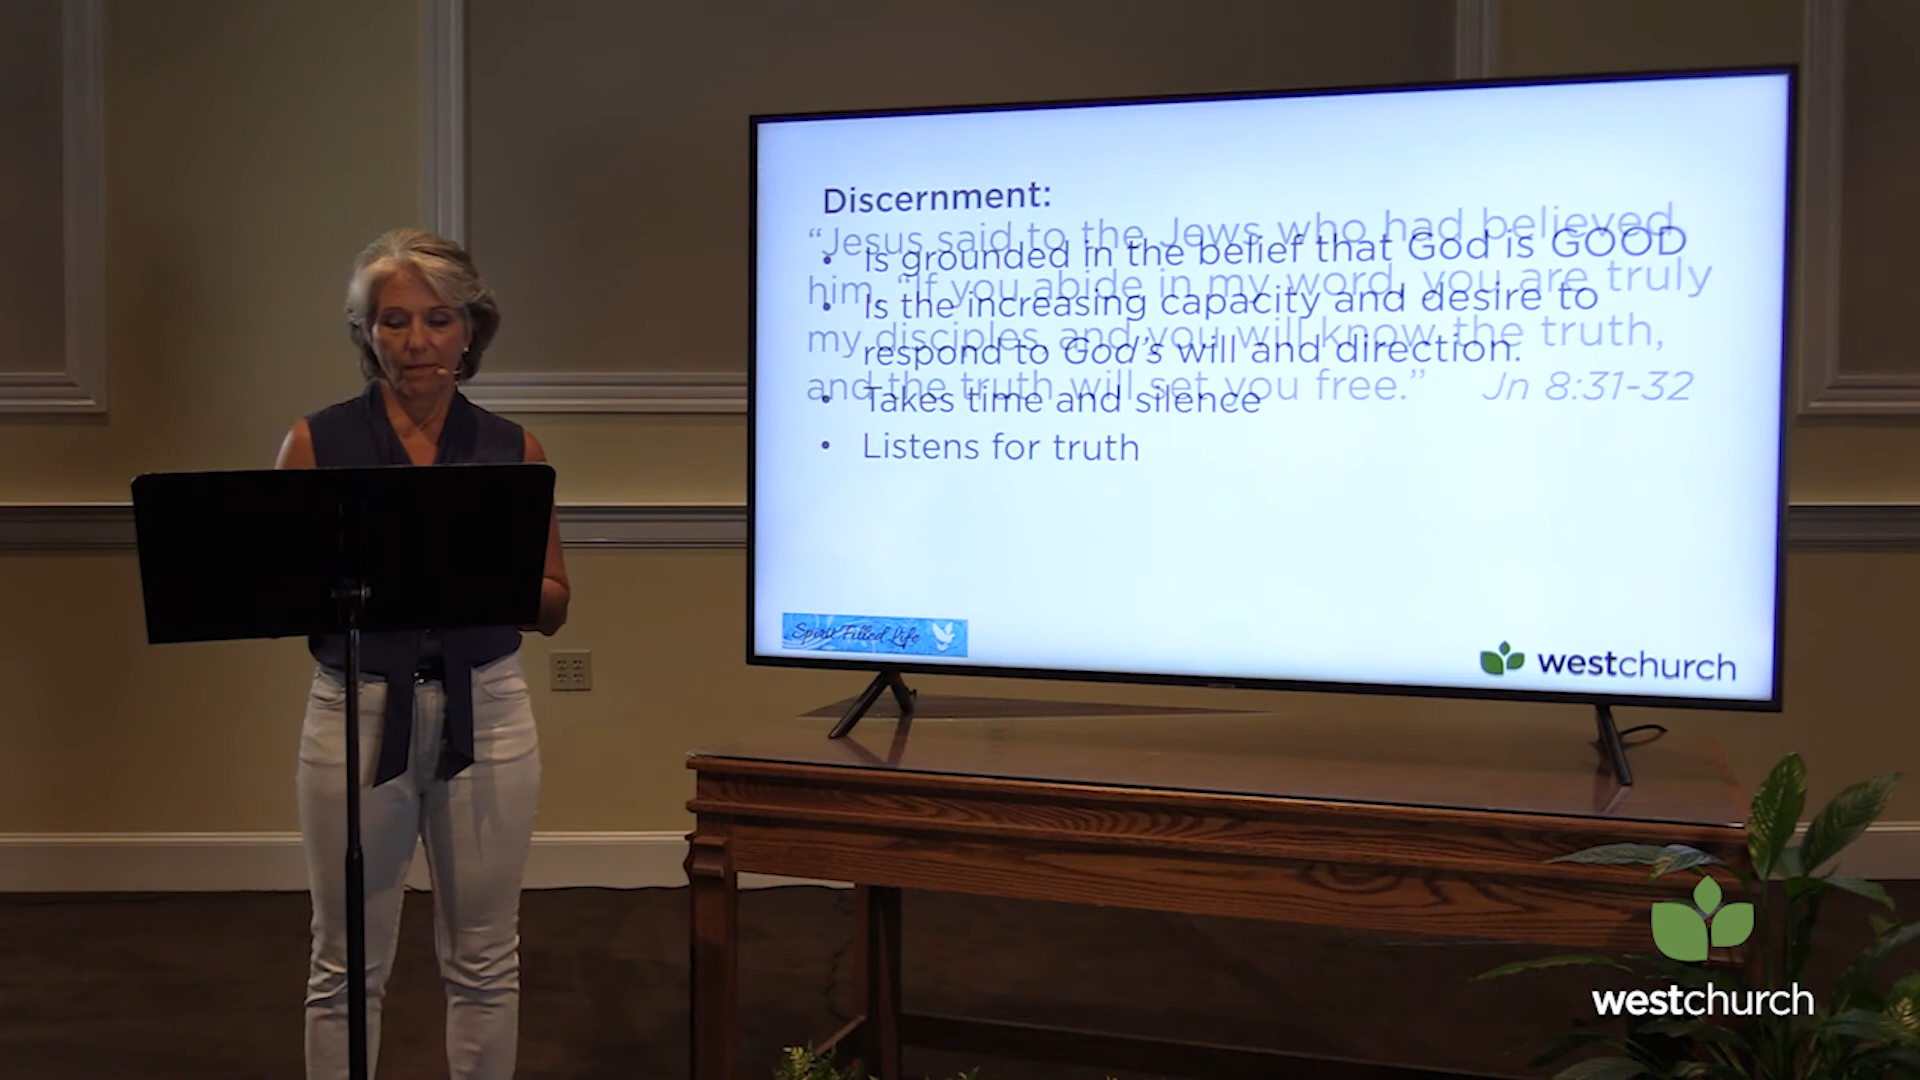 Discernment:
“Jesus said to the Jews who had believed
• Is grounded in the belief that God is GOOD
him, “If you abide in my word, you are truly
• Is the increasing capacity and desire to
my disciples, and you will know the truth,
respond to God's will and direction.
and the truth will set you free.” Jn 8:31-32
• Takes time and silence
• Listens for truth
Spirit Filled Life
westchurch
westchurch